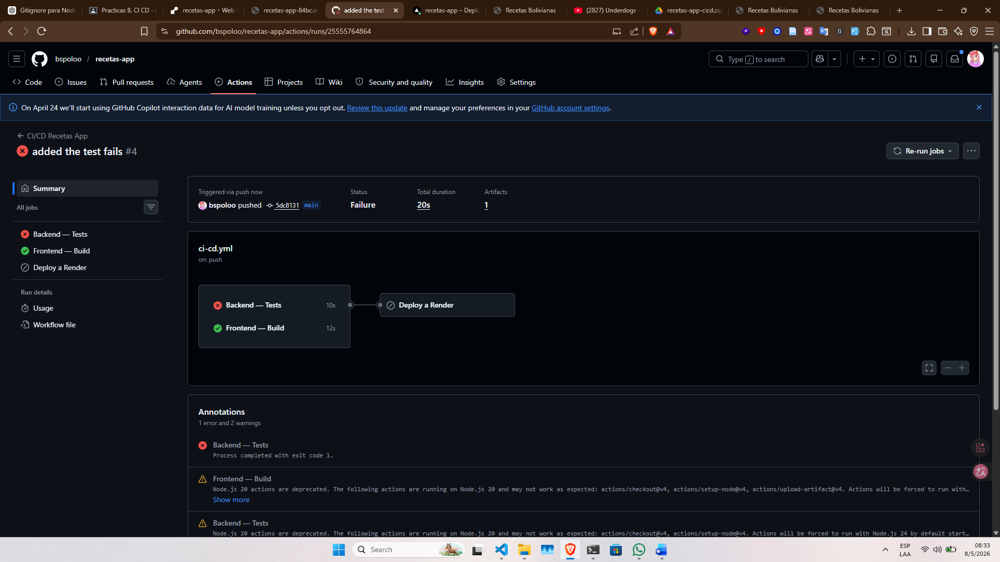 Gitignore para Node
Practicas 8. CI CD - 
recetas-app • Web S
recetas-app-84bc.on
added the test 
recetas-app – Deplo
Recetas Bolivianas
(2827) Underdogs -
recetas-app-cicd.zip
Recetas Bolivianas
Recetas Bolivianas
github.com/bspoloo/recetas-app/actions/runs/25555764864
bspoloo / recetas-app
Type / to search
Code
Issues
Pull requests
Agents
Actions
Projects
Wiki
Security and quality
Insights
Settings
On April 24 we'll start using GitHub Copilot interaction data for AI model training unless you opt out. Review this update and manage your preferences in your GitHub account settings.
CI/CD Recetas App
added the test fails #4
Re-run jobs
Summary
All jobs
Backend — Tests
Frontend — Build
Deploy a Render
Run details
Usage
Workflow file
Triggered via push now
bspoloo pushed 5dc8131 main
Status
Failure
Total duration
20s
Artifacts
1
ci-cd.yml
on: push
Backend — Tests 10s
Frontend — Build 12s
Deploy a Render
Annotations
1 error and 2 warnings
Backend — Tests
Process completed with exit code 1.
Frontend — Build
Node.js 20 actions are deprecated. The following actions are running on Node.js 20 and may not work as expected: actions/checkout@v4, actions/setup-node@v4, actions/upload-artifact@v4. Actions will be forced to run with…
Show more
Backend — Tests
Node.js 20 actions are deprecated. The following actions are running on Node.js 20 and may not work as expected: actions/checkout@v4, actions/setup-node@v4. Actions will be forced to run with Node.js 24 by default start…
Search
ESP
LAA
08:33
8/5/2026